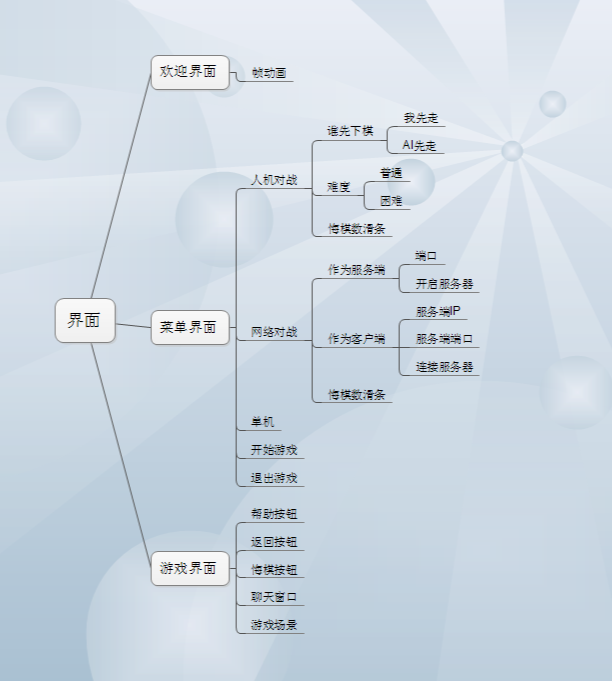 界面
欢迎界面
帧动画
菜单界面
人机对战
谁先下棋
我先走
AI先走
难度
普通
困难
悔棋数滑条
网络对战
作为服务端
端口
开启服务器
作为客户端
服务端IP
服务端端口
连接服务器
悔棋数滑条
单机
开始游戏
退出游戏
游戏界面
帮助按钮
返回按钮
悔棋按钮
聊天窗口
游戏场景